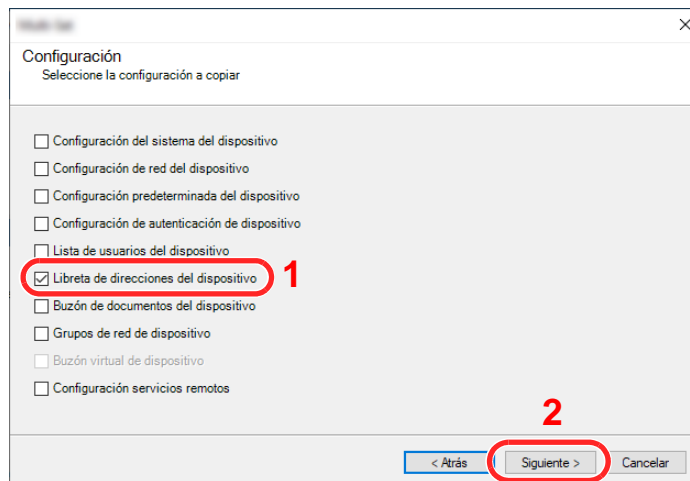 Configuración
Seleccione la configuración a copiar
Configuración del sistema del dispositivo
Configuración de red del dispositivo
Configuración predeterminada del dispositivo
Configuración de autenticación de dispositivo
Lista de usuarios del dispositivo
Libreta de direcciones del dispositivo 1
Buzón de documentos del dispositivo
Grupos de red de dispositivo
Buzón virtual de dispositivo
Configuración servicios remotos
2
< Atrás Siguiente > Cancelar